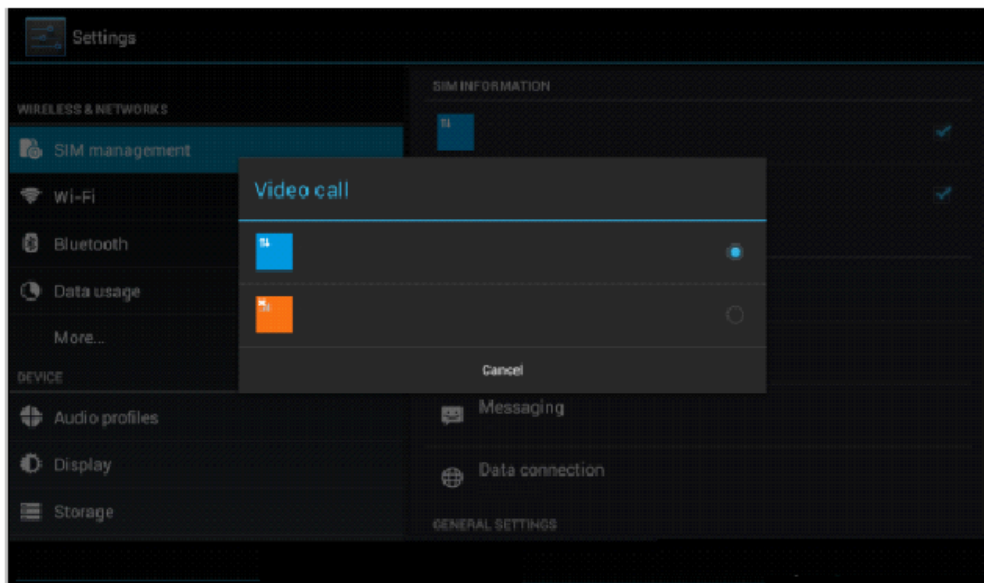 Settings
WIRELESS & NETWORKS
SIM management
Wi-Fi
Bluetooth
Data usage
More...
DEVICE
Audio profiles
Display
Storage
SIM INFORMATION
Video call
Cancel
Messaging
Data connection
GENERAL SETTINGS